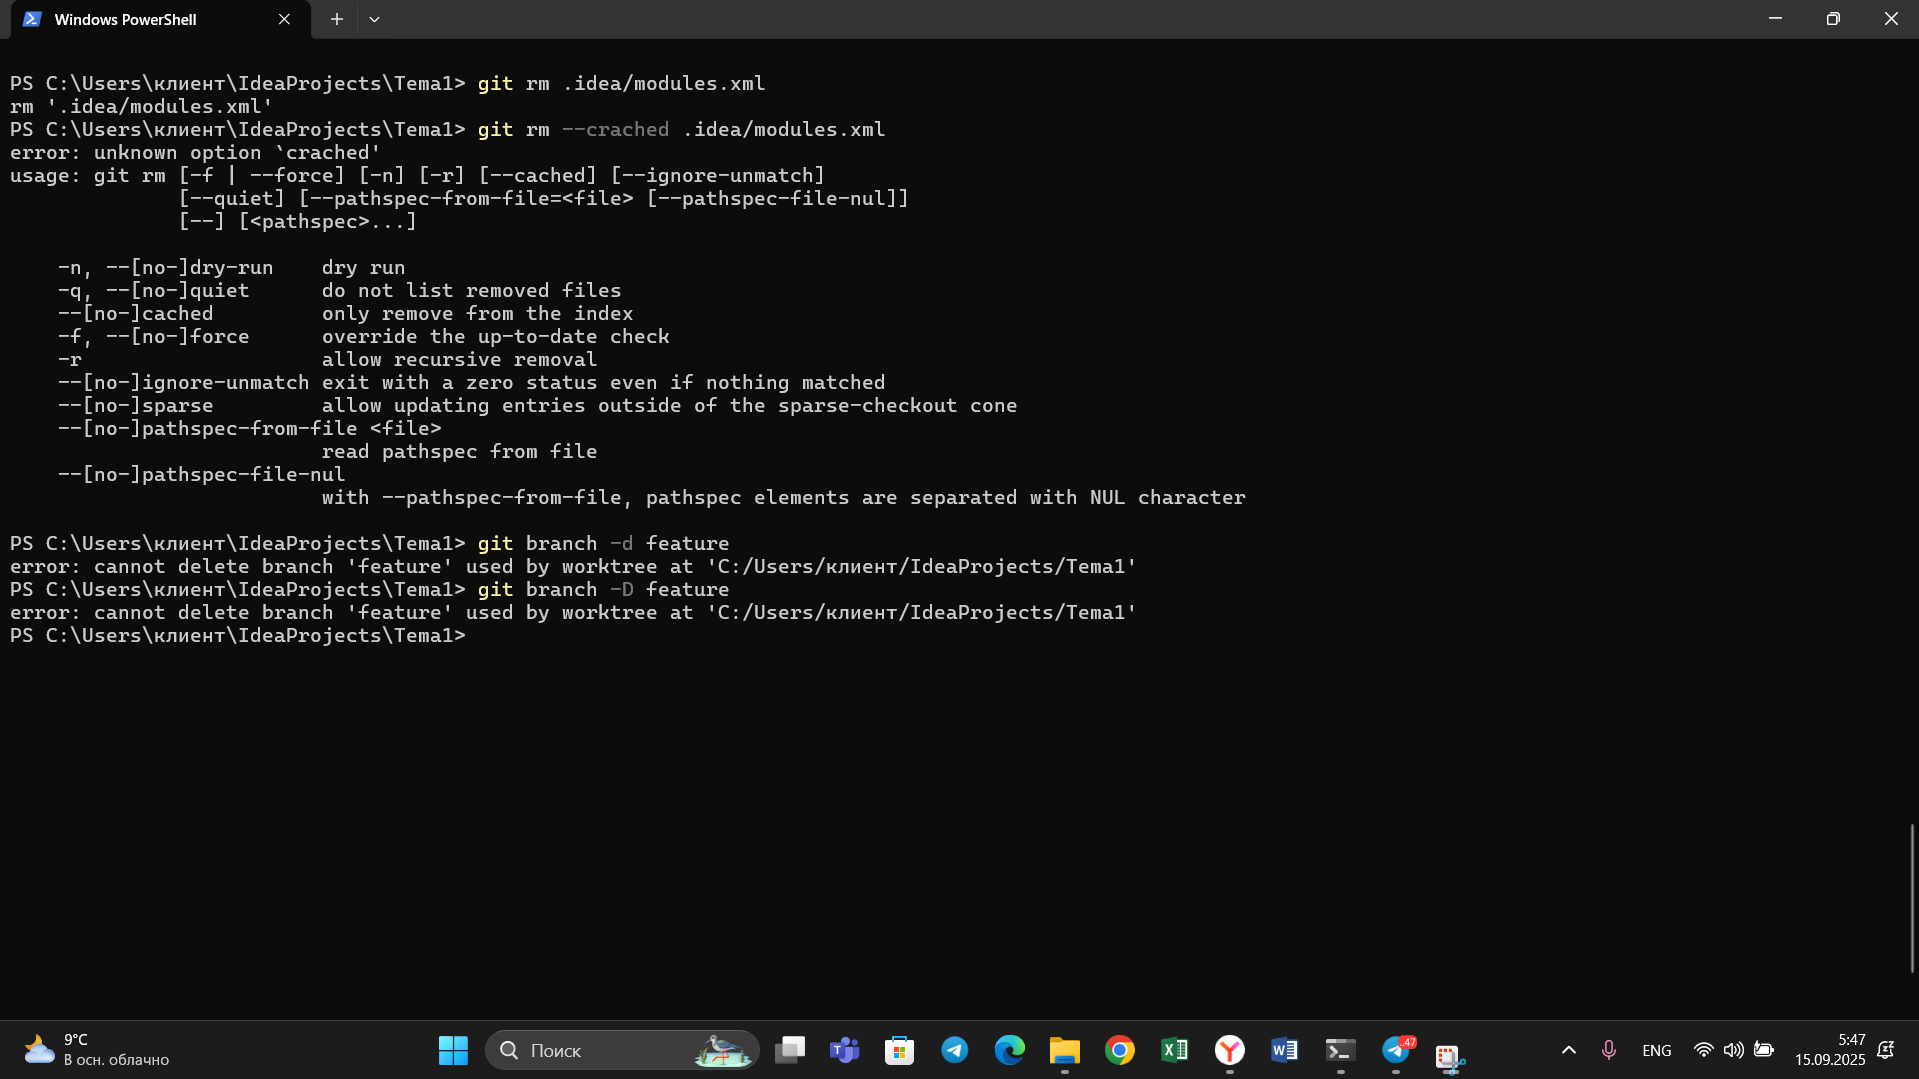 Windows PowerShell
PS C:\Users\клиент\IdeaProjects\Tema1> git rm .idea/modules.xml
rm '.idea/modules.xml'
PS C:\Users\клиент\IdeaProjects\Tema1> git rm --crached .idea/modules.xml
error: unknown option `crached'
usage: git rm [-f | --force] [-n] [-r] [--cached] [--ignore-unmatch]
[--quiet] [--pathspec-from-file=<file> [--pathspec-file-nul]]
[--] [<pathspec>...]
-n, --[no-]dry-run    dry run
-q, --[no-]quiet      do not list removed files
--[no-]cached         only remove from the index
-f, --[no-]force      override the up-to-date check
-r                    allow recursive removal
--[no-]ignore-unmatch exit with a zero status even if nothing matched
--[no-]sparse         allow updating entries outside of the sparse-checkout cone
--[no-]pathspec-from-file <file>
read pathspec from file
--[no-]pathspec-file-nul
with --pathspec-from-file, pathspec elements are separated with NUL character
PS C:\Users\клиент\IdeaProjects\Tema1> git branch -d feature
error: cannot delete branch 'feature' used by worktree at 'C:/Users/клиент/IdeaProjects/Tema1'
PS C:\Users\клиент\IdeaProjects\Tema1> git branch -D feature
error: cannot delete branch 'feature' used by worktree at 'C:/Users/клиент/IdeaProjects/Tema1'
PS C:\Users\клиент\IdeaProjects\Tema1>
9°C
В осн. облачно
Поиск
47
ENG
5:47
15.09.2025